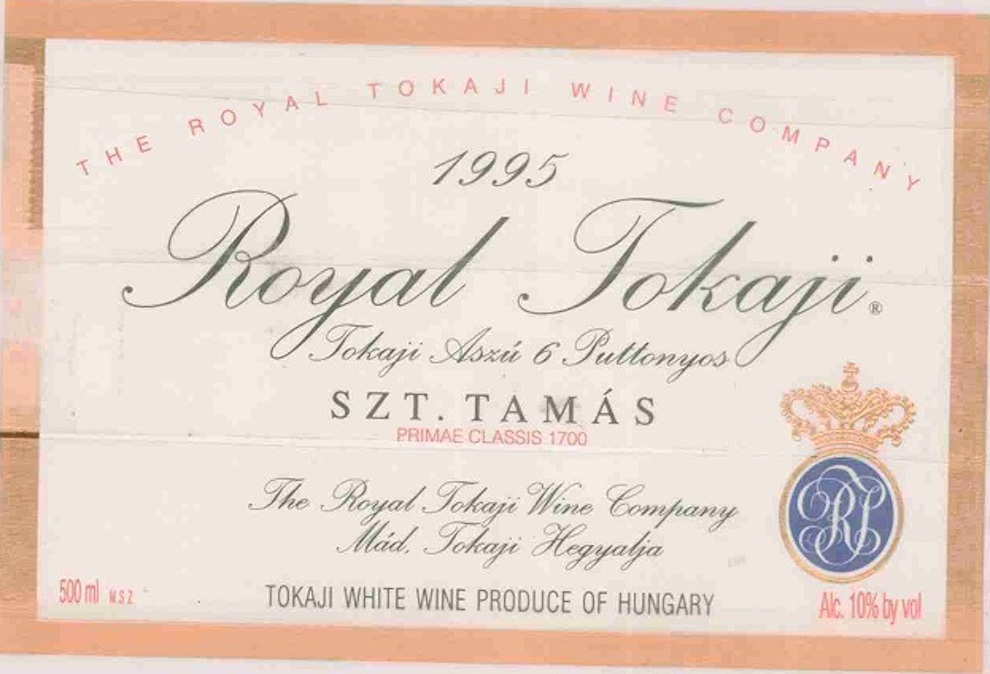 THE ROYAL TOKAJI WINE COMPANY
1995
Royal Tokaji®
Tokaji Aszú 6 Puttonyos
SZT. TAMÁS
PRIMAE CLASSIS 1700
The Royal Tokaji Wine Company
Mád, Tokaji Hegyalja
RT
500 ml M.S.Z.
TOKAJI WHITE WINE PRODUCE OF HUNGARY
Alc. 10% by vol